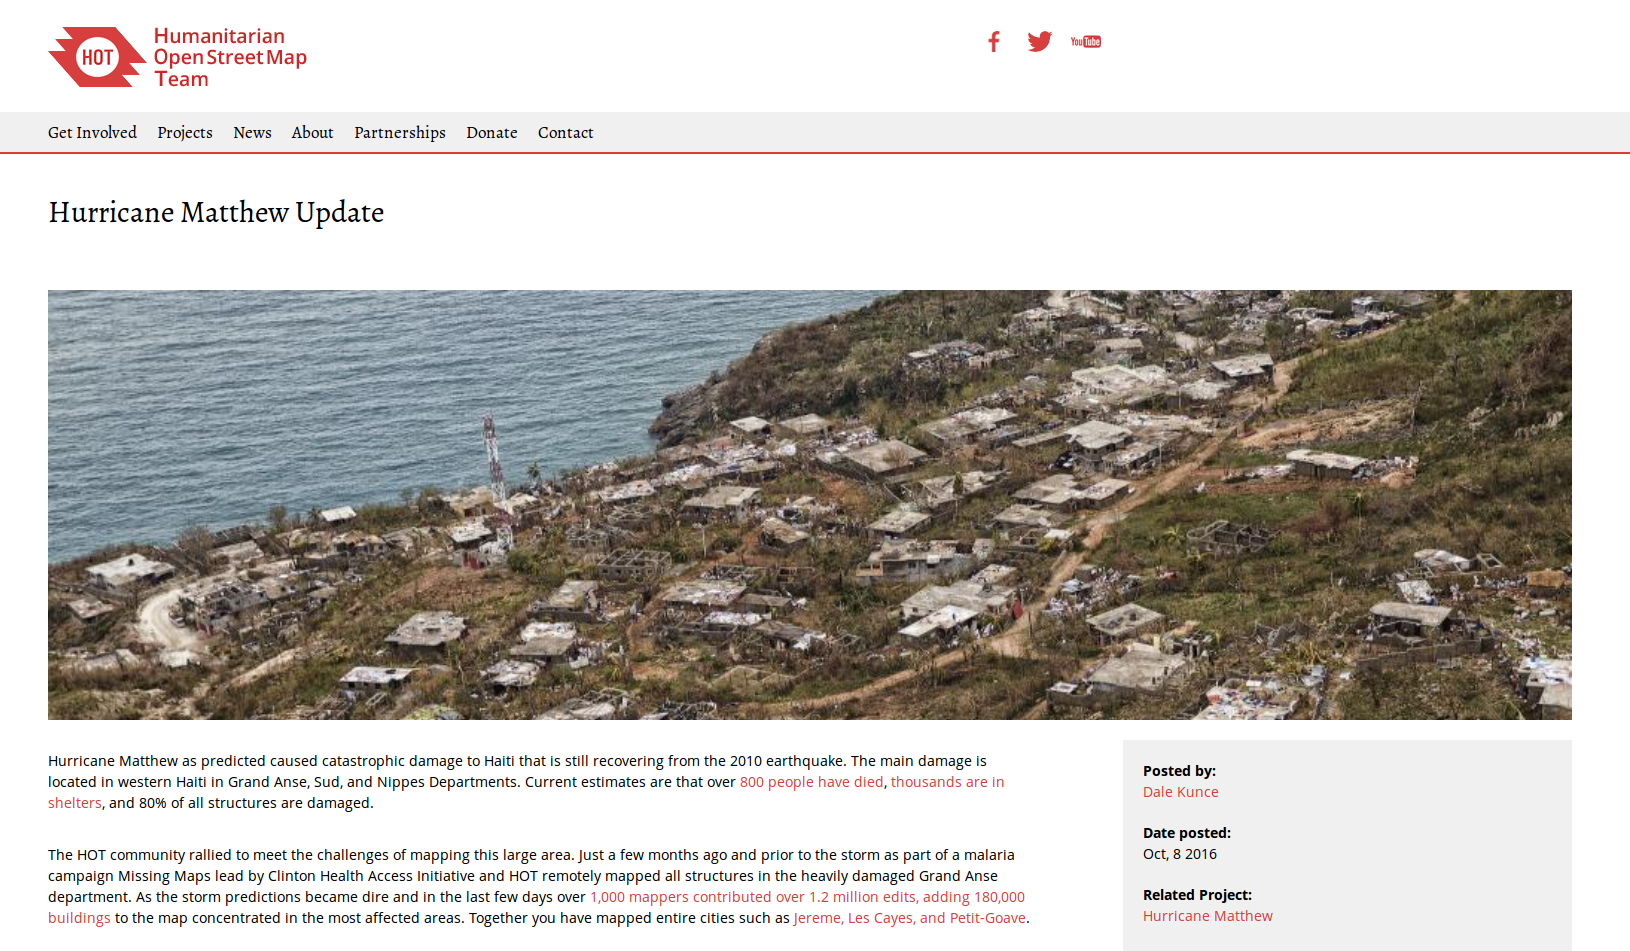 HOT
Humanitarian
OpenStreetMap
Team
YouTube
Get Involved Projects News About Partnerships Donate Contact
Hurricane Matthew Update
Hurricane Matthew as predicted caused catastrophic damage to Haiti that is still recovering from the 2010 earthquake. The main damage is
located in western Haiti in Grand Anse, Sud, and Nippes Departments. Current estimates are that over 800 people have died, thousands are in
shelters, and 80% of all structures are damaged.
The HOT community rallied to meet the challenges of mapping this large area. Just a few months ago and prior to the storm as part of a malaria
campaign Missing Maps lead by Clinton Health Access Initiative and HOT remotely mapped all structures in the heavily damaged Grand Anse
department. As the storm predictions became dire and in the last few days over 1,000 mappers contributed over 1.2 million edits, adding 180,000
buildings to the map concentrated in the most affected areas. Together you have mapped entire cities such as Jereme, Les Cayes, and Petit-Goave.
Posted by:
Dale Kunce
Date posted:
Oct, 8 2016
Related Project:
Hurricane Matthew